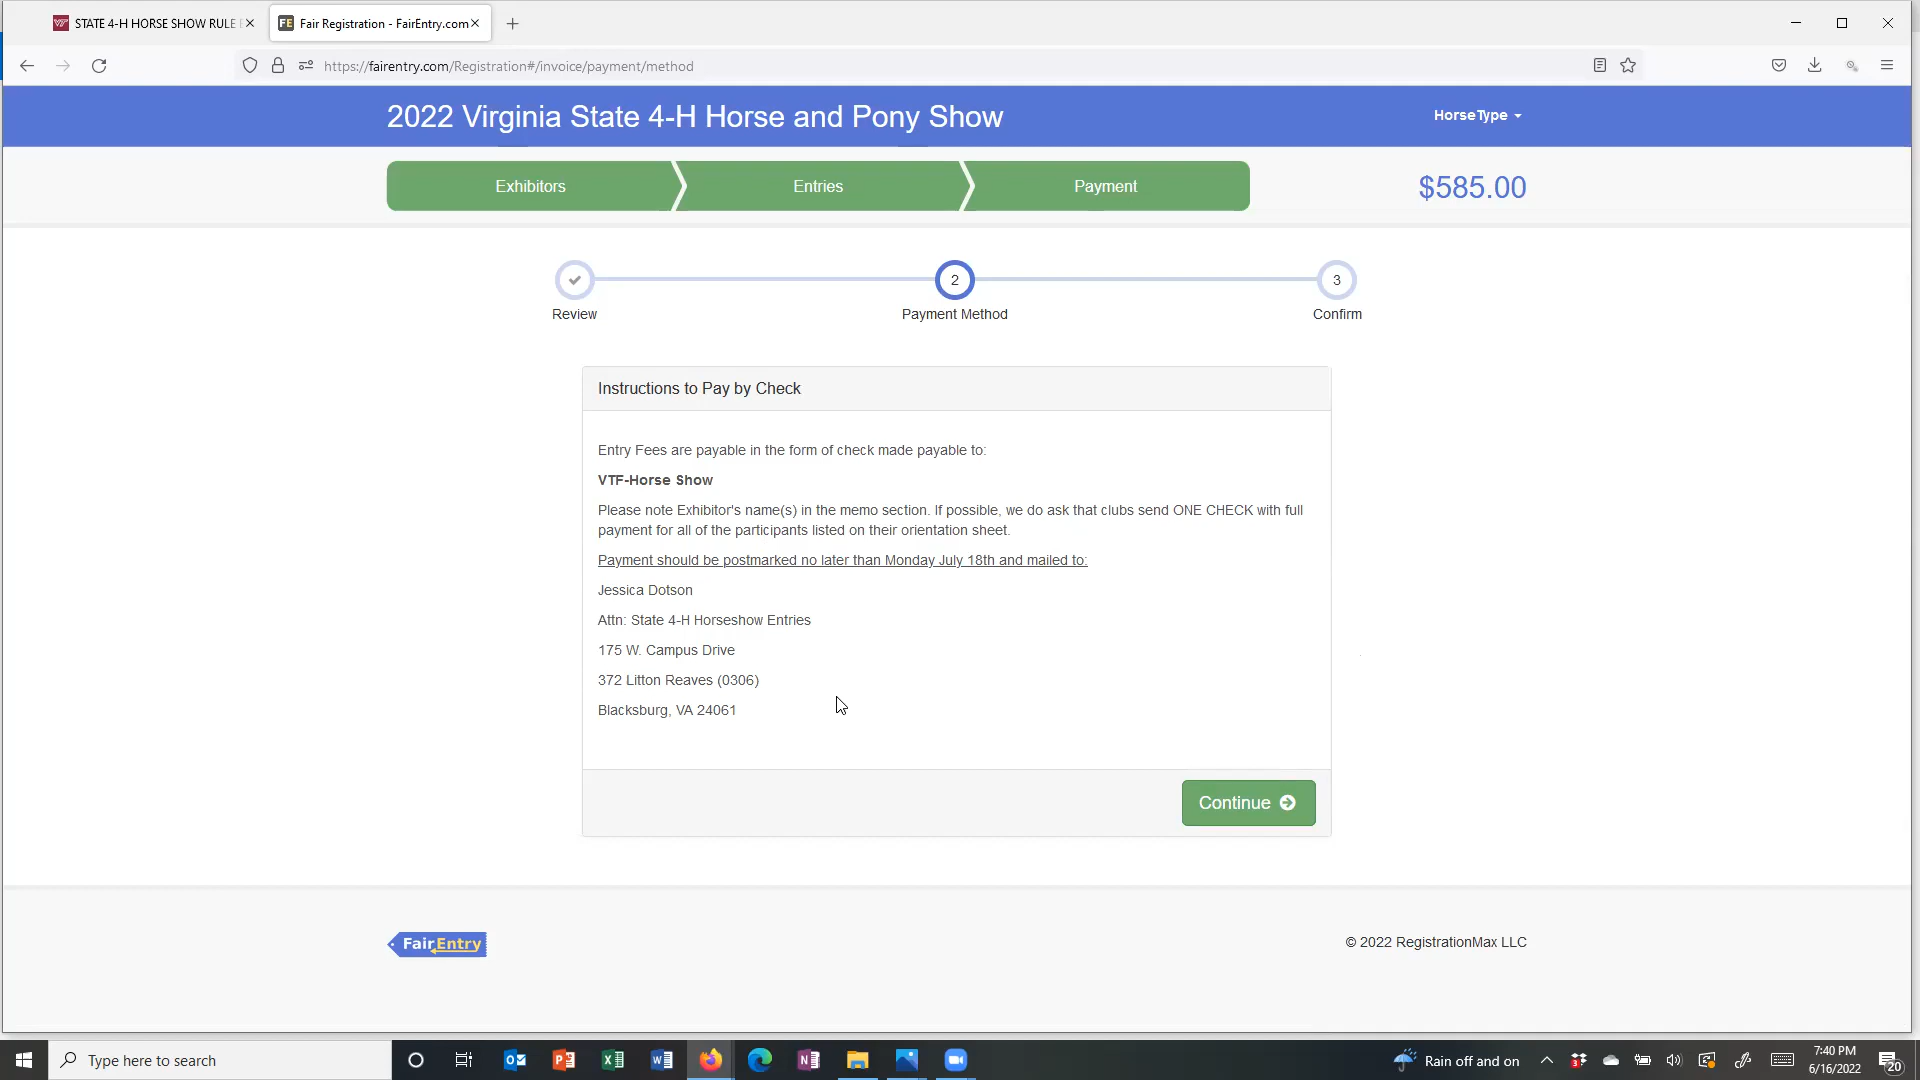 STATE 4-H HORSE SHOW RULE
FE Fair Registration - FairEntry.com
https://fairentry.com/Registration#/invoice/payment/method
2022 Virginia State 4-H Horse and Pony Show
HorseType
Exhibitors
Entries
Payment
$585.00
2
3
Review
Payment Method
Confirm
Instructions to Pay by Check
Entry Fees are payable in the form of check made payable to:
VTF-Horse Show
Please note Exhibitor's name(s) in the memo section. If possible, we do ask that clubs send ONE CHECK with full
payment for all of the participants listed on their orientation sheet.
Payment should be postmarked no later than Monday July 18th and mailed to:
Jessica Dotson
Attn: State 4-H Horseshow Entries
175 W. Campus Drive
372 Litton Reaves (0306)
Blacksburg, VA 24061
Continue
FairEntry
© 2022 RegistrationMax LLC
Type here to search
Rain off and on
7:40 PM
6/16/2022
20